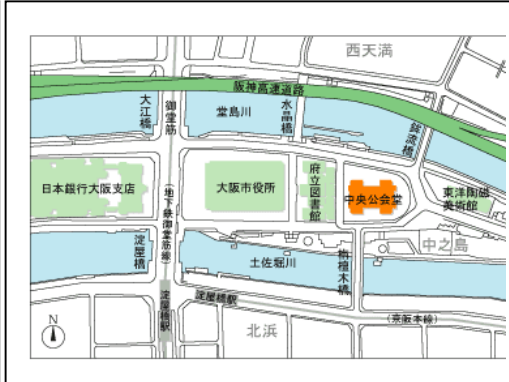 西天満
阪神高速道路
大江橋
御堂筋
堂島川
水晶橋
鉾流橋
日本銀行大阪支店
大阪市役所
府立図書館
中央公会堂
東洋陶磁
美術館
(地下鉄御堂筋線)
中之島
淀屋橋
土佐堀川
栴檀木橋
淀屋橋駅
淀屋橋駅
(京阪本線)
北浜
N